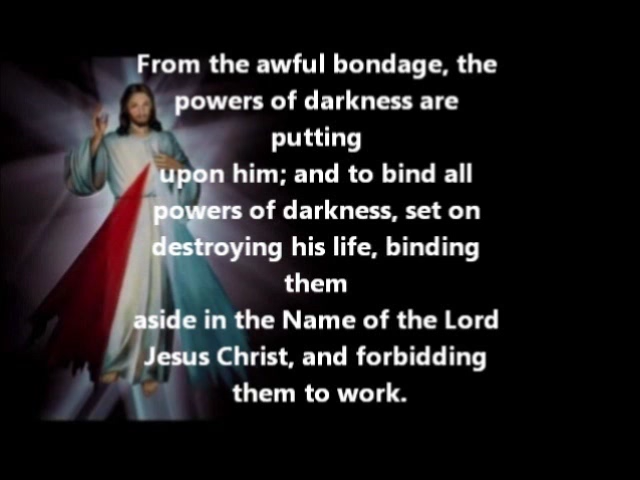 From the awful bondage, the
powers of darkness are
putting
upon him; and to bind all
powers of darkness, set on
destroying his life, binding
them
aside in the Name of the Lord
Jesus Christ, and forbidding
them to work.